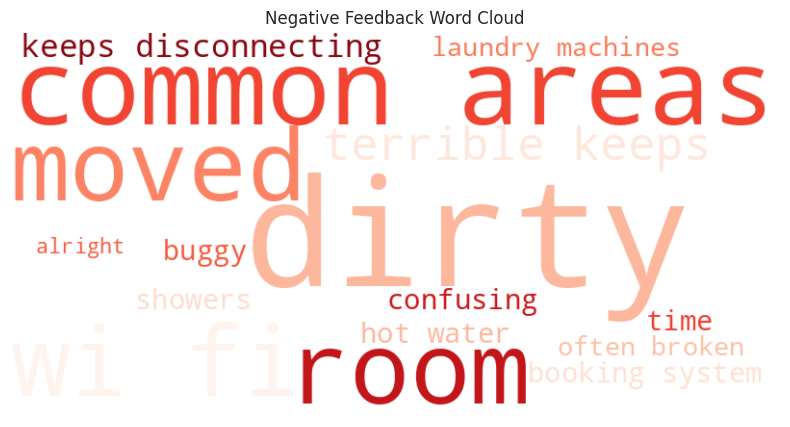 Negative Feedback Word Cloud
keeps disconnecting
laundry machines
common areas
terrible keeps
moved
dirty
alright
buggy
showers
confusing
time
wi fi
hot water
often broken
room
booking system